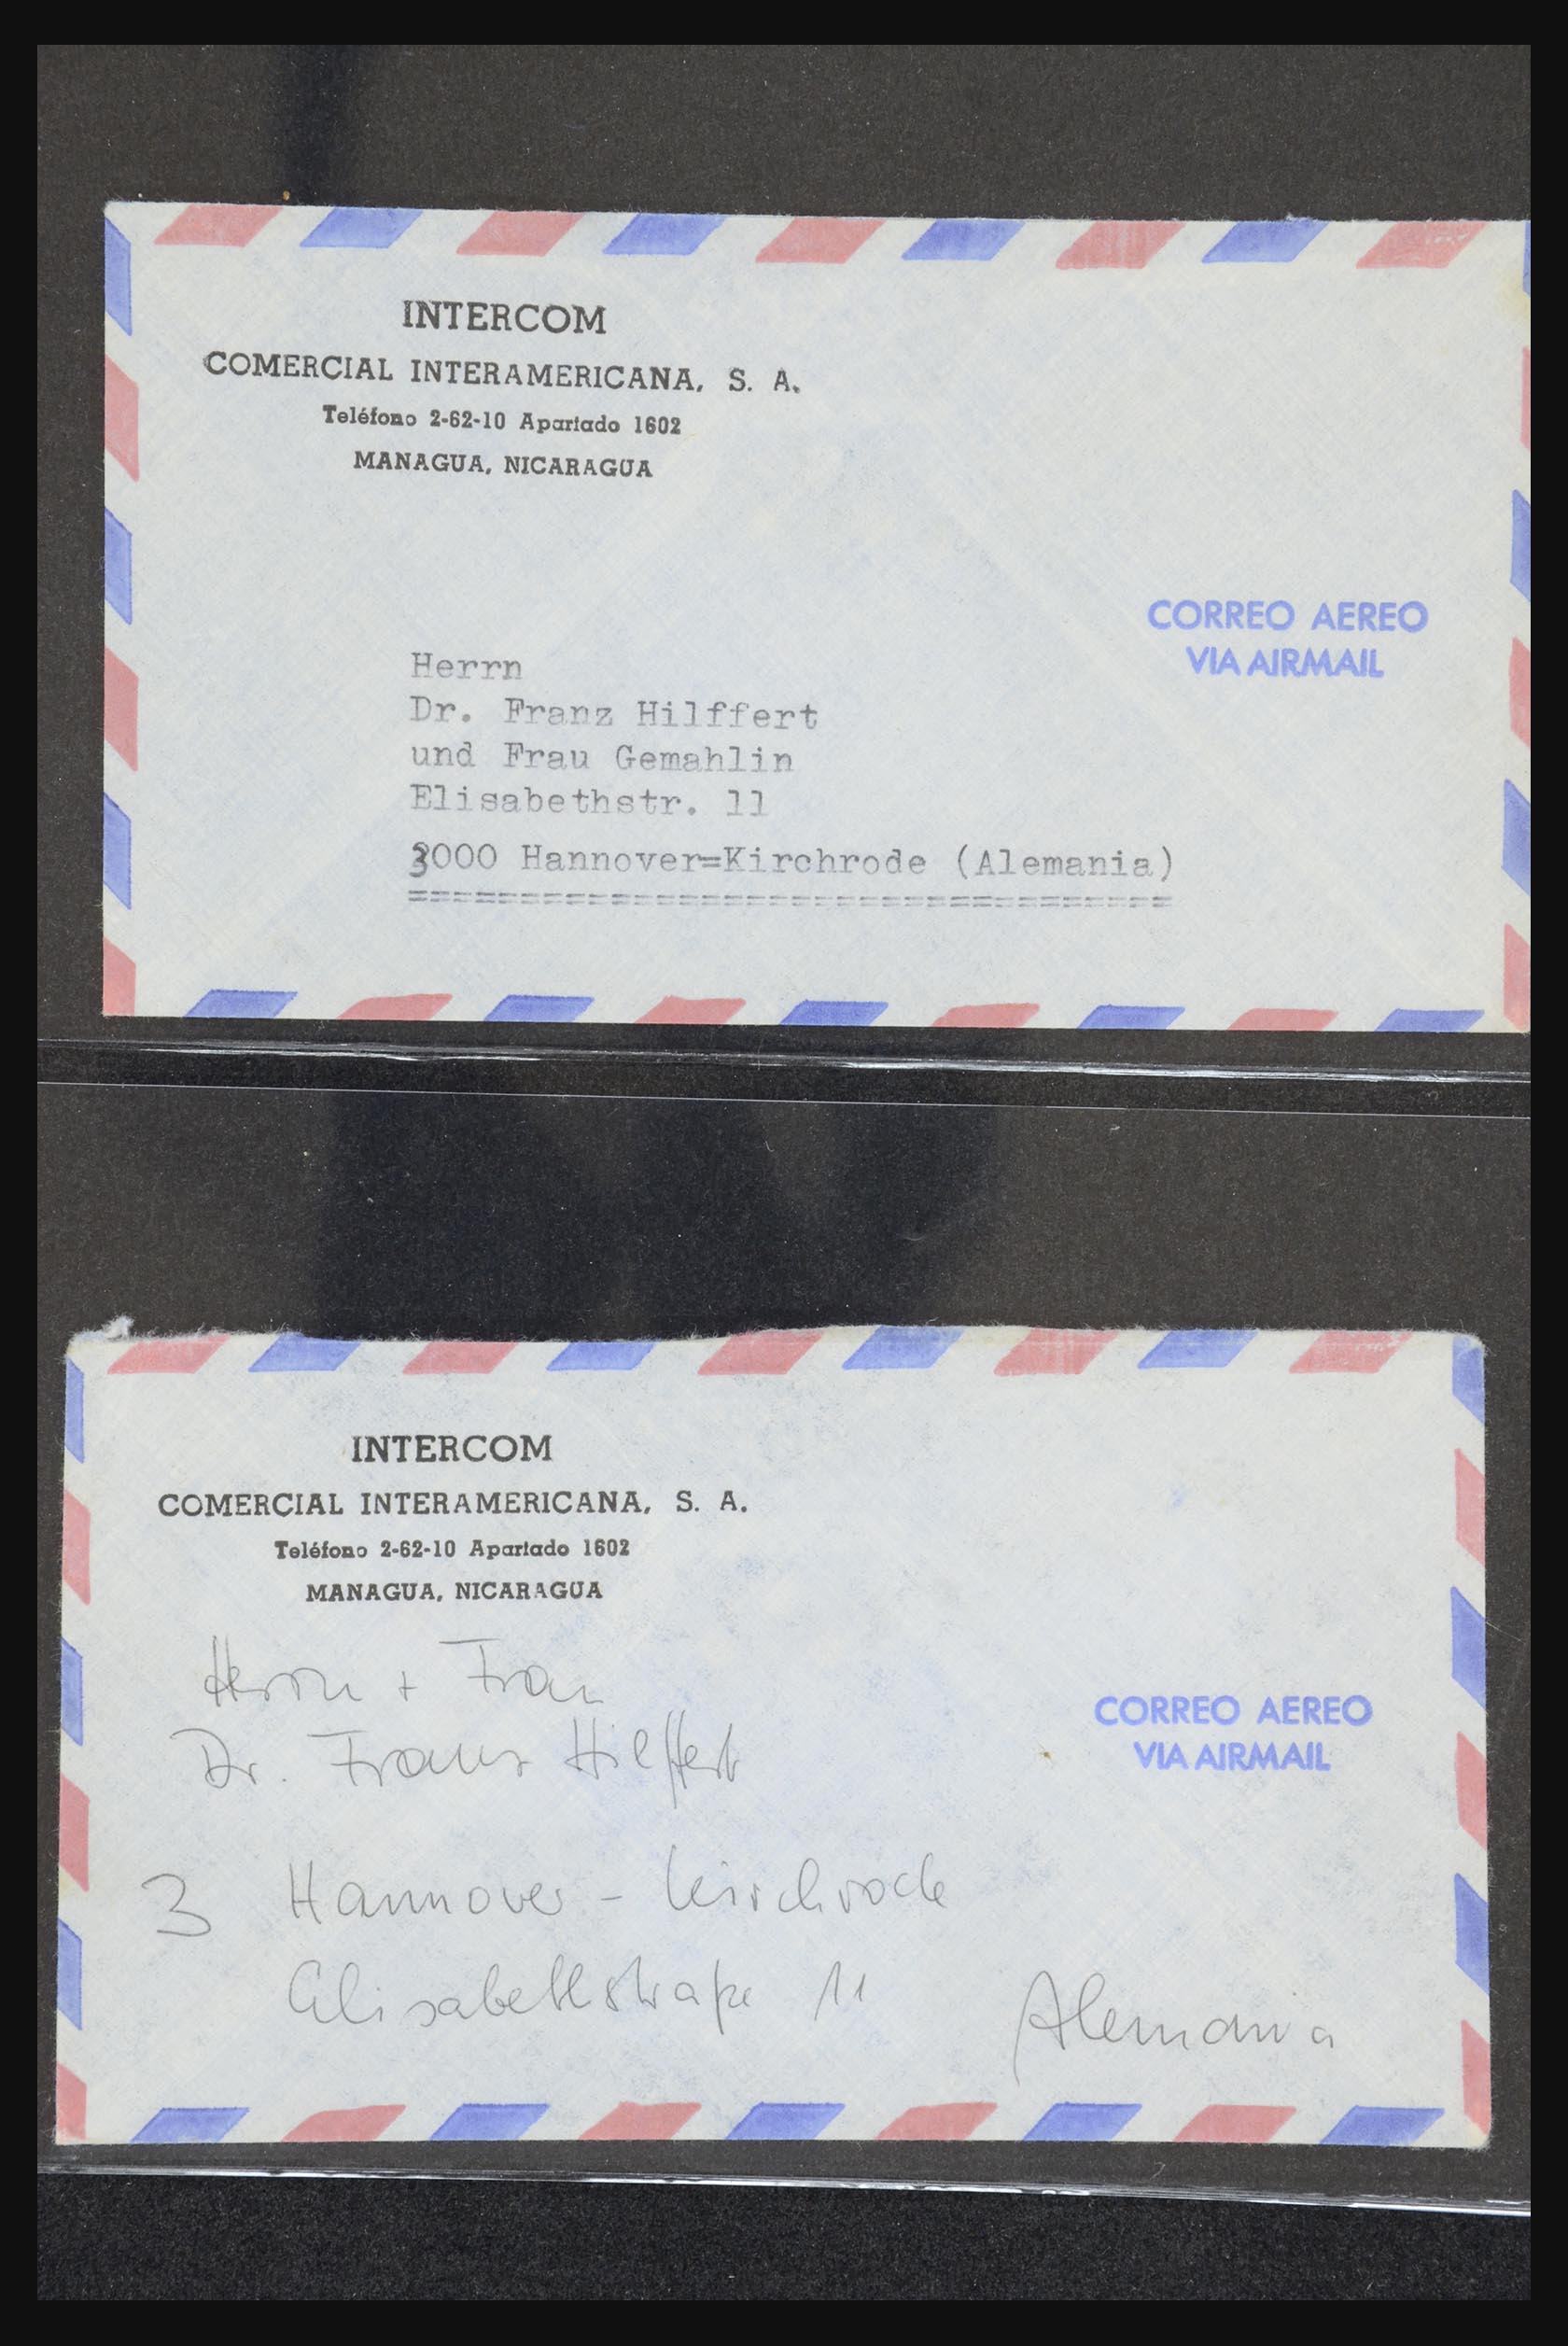 INTERCOM
COMERCIAL INTERAMERICANA, S. A.
Teléfono 2-62-10 Apartado 1602
MANAGUA, NICARAGUA
CORREO AEREO
VIA AIRMAIL
Herrn
Dr. Franz Hilffert
und Frau Gemahlin
Elisabethstr. 11
3000 Hannover=Kirchrode (Alemania)
==================================
INTERCOM
COMERCIAL INTERAMERICANA, S. A.
Teléfono 2-62-10 Apartado 1602
MANAGUA, NICARAGUA
Herrn + Frau
Dr. Franz Hilffert
CORREO AEREO
VIA AIRMAIL
3 Hannover - Kirchrode
Elisabethstraße 11
Alemania